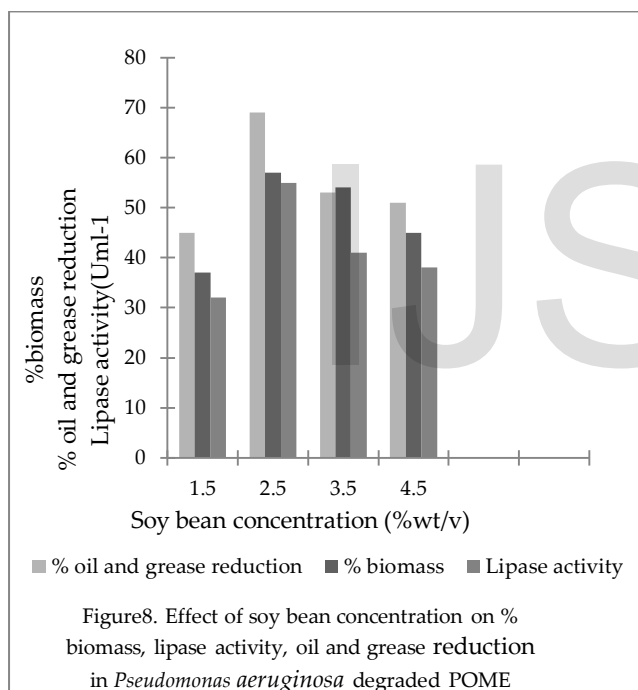 80
70
60
50
40
30
20
10
0
%biomass
% oil and grease reduction
Lipase activity(Uml-1
1.5 2.5 3.5 4.5
Soy bean concentration (%wt/v)
% oil and grease reduction % biomass Lipase activity
Figure8. Effect of soy bean concentration on %
biomass, lipase activity, oil and grease reduction
in Pseudomonas aeruginosa degraded POME
IUS